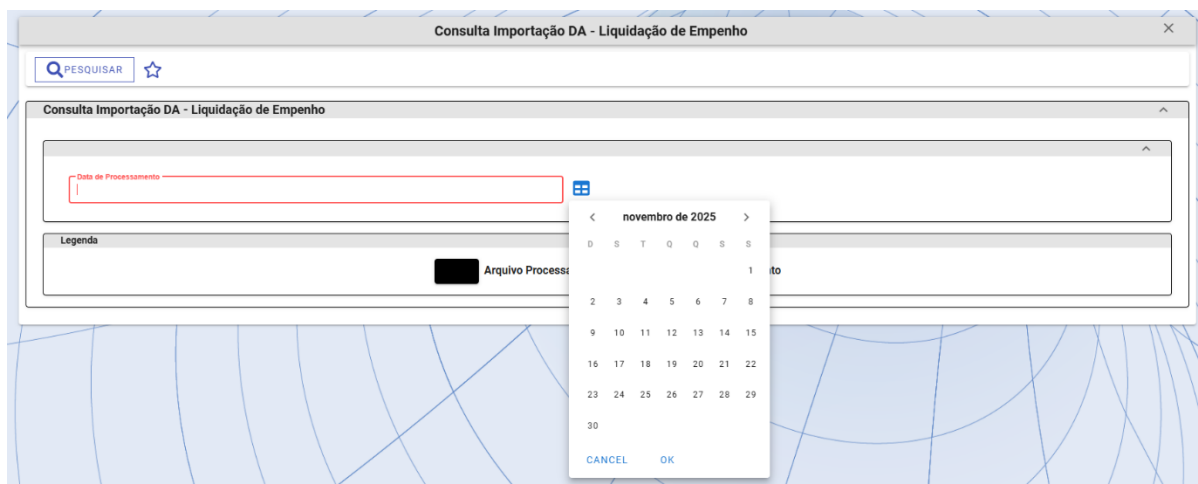 Consulta Importação DA - Liquidação de Empenho
PESQUISAR
Consulta Importação DA - Liquidação de Empenho
Data de Processamento
novembro de 2025
D S T Q Q S S
1
2 3 4 5 6 7 8
9 10 11 12 13 14 15
16 17 18 19 20 21 22
23 24 25 26 27 28 29
30
CANCEL OK
Legenda
Arquivo Processa